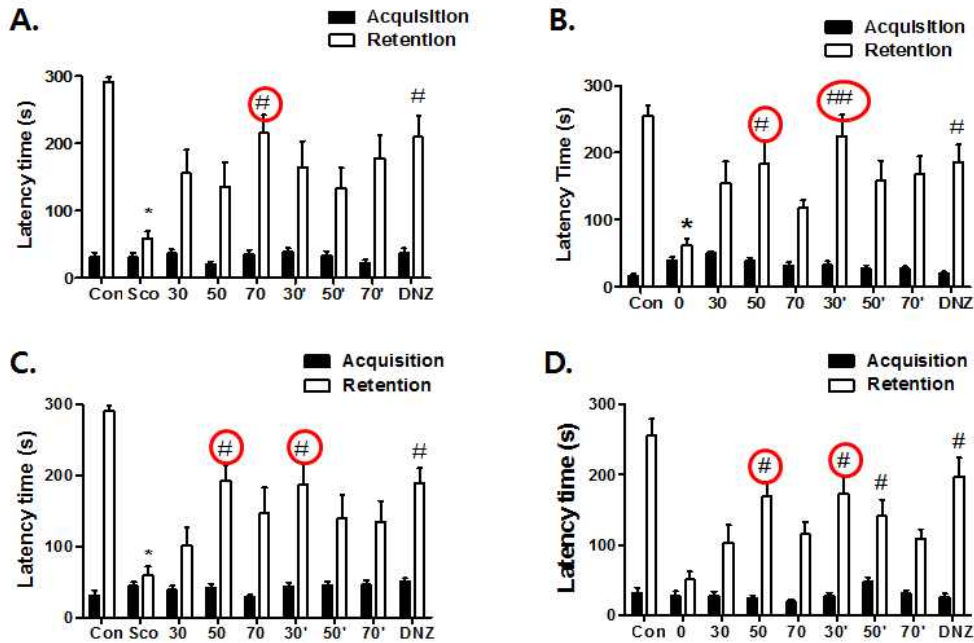 A.
Acquisition
Retention
Latency time (s)
300
200
100
0
*
#
#
Con Sco 30 50 70 30' 50' 70' DNZ
B.
Acquisition
Retention
Latency Time (s)
300
200
100
0
*
#
###
#
Con 0 30 50 70 30' 50' 70' DNZ
C.
Acquisition
Retention
Latency time (s)
300
200
100
0
*
#
#
#
Con Sco 30 50 70 30' 50' 70' DNZ
D.
Acquisition
Retention
Latency time (s)
300
200
100
0
#
#
#
#
Con 0 30 50 70 30' 50' 70' DNZ